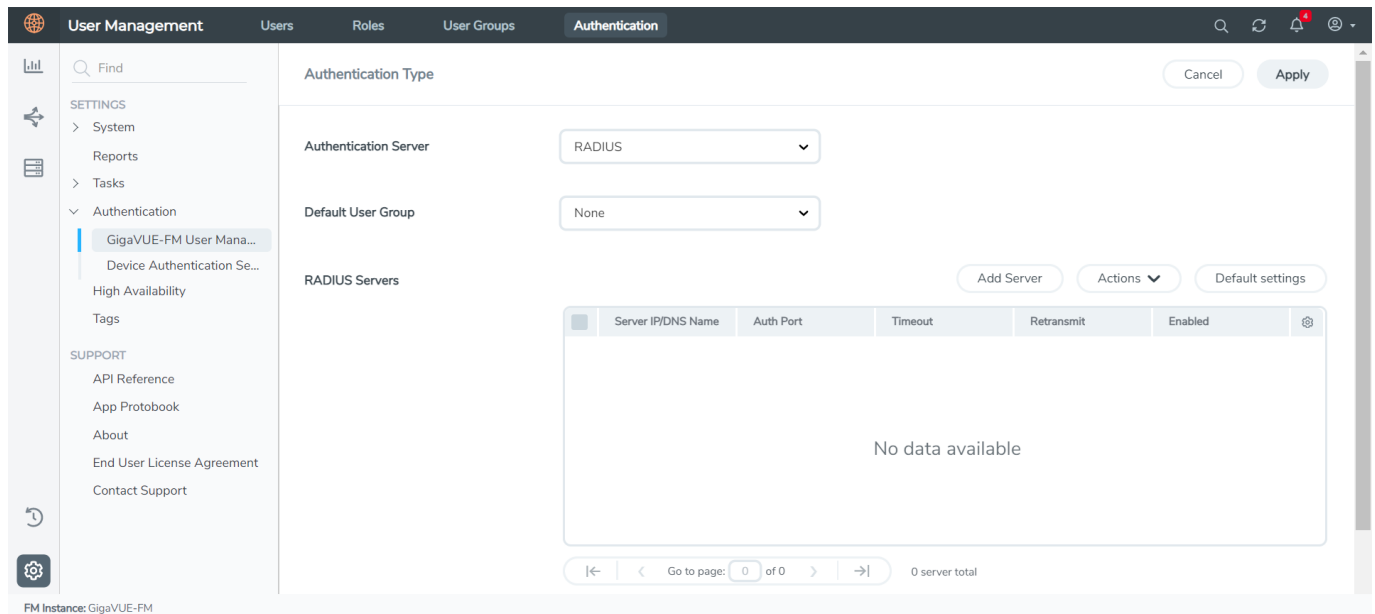 User Management
Users
Roles
User Groups
Authentication
4
Find
SETTINGS
System
Reports
Tasks
Authentication
GigaVUE-FM User Mana...
Device Authentication Se...
High Availability
Tags
SUPPORT
API Reference
App Protobook
About
End User License Agreement
Contact Support
Authentication Type
Cancel
Apply
Authentication Server
RADIUS
Default User Group
None
RADIUS Servers
Add Server
Actions
Default settings
Server IP/DNS Name
Auth Port
Timeout
Retransmit
Enabled
No data available
Go to page: 0 of 0
0 server total
FM Instance: GigaVUE-FM